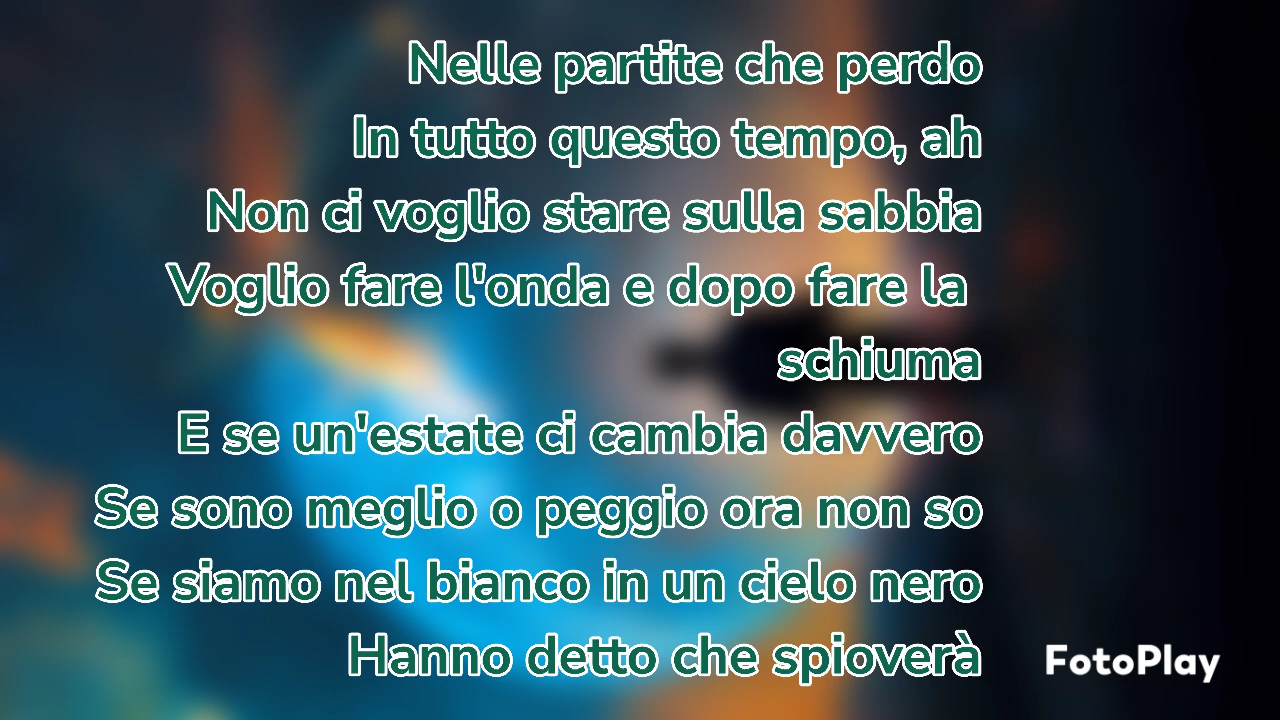 Nelle partite che perdo
In tutto questo tempo, ah
Non ci voglio stare sulla sabbia
Voglio fare l'onda e dopo fare la
schiuma
E se un'estate ci cambia davvero
Se sono meglio o peggio ora non so
Se siamo nel bianco in un cielo nero
Hanno detto che spioverà
FotoPlay